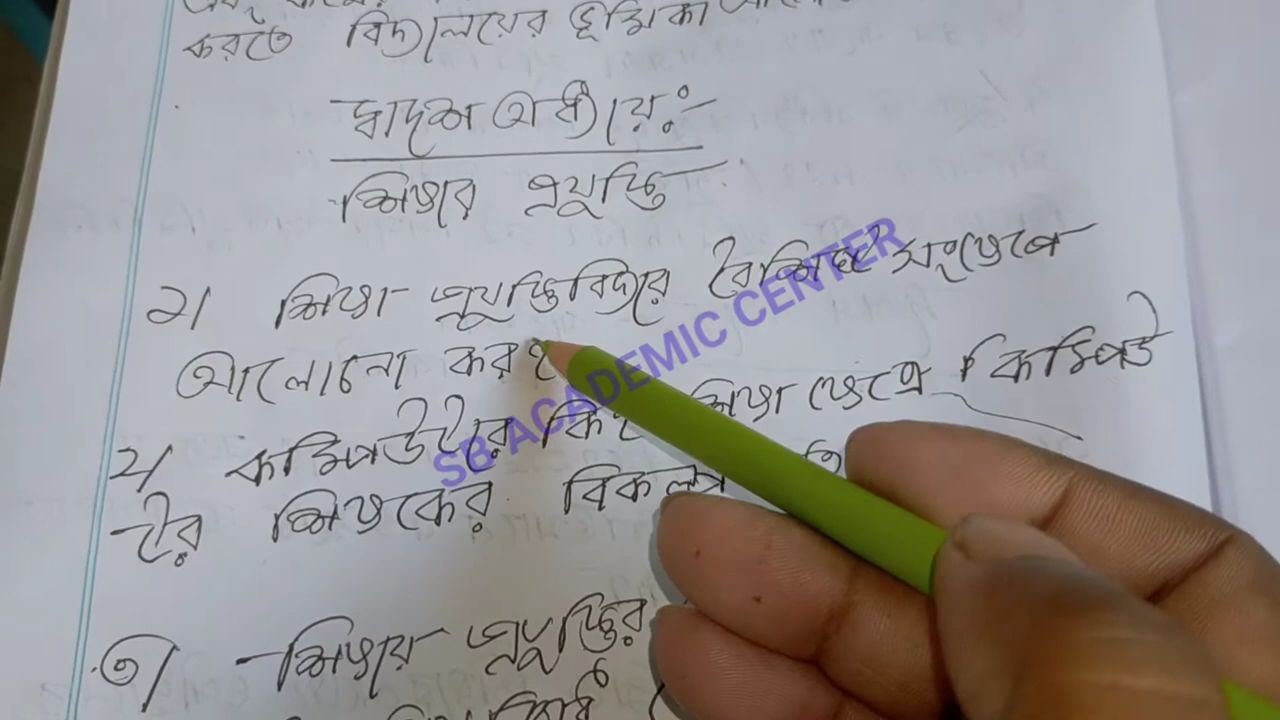 করতে বিদ্যালয়ের ভূমিকা
দ্বাদশ অধ্যায়:-
শিক্ষার প্রযুক্তি
১। শিক্ষা প্রযুক্তিবিদ্যার বৈশিষ্ট্য সংক্ষেপে
আলোচনা কর
২। কম্পিউটার কি? শিক্ষা ক্ষেত্রে কি কম্পিউ
-টার শিক্ষকের বিকল্প
৩। শিক্ষায় প্রযুক্তির
SB ACADEMIC CENTER